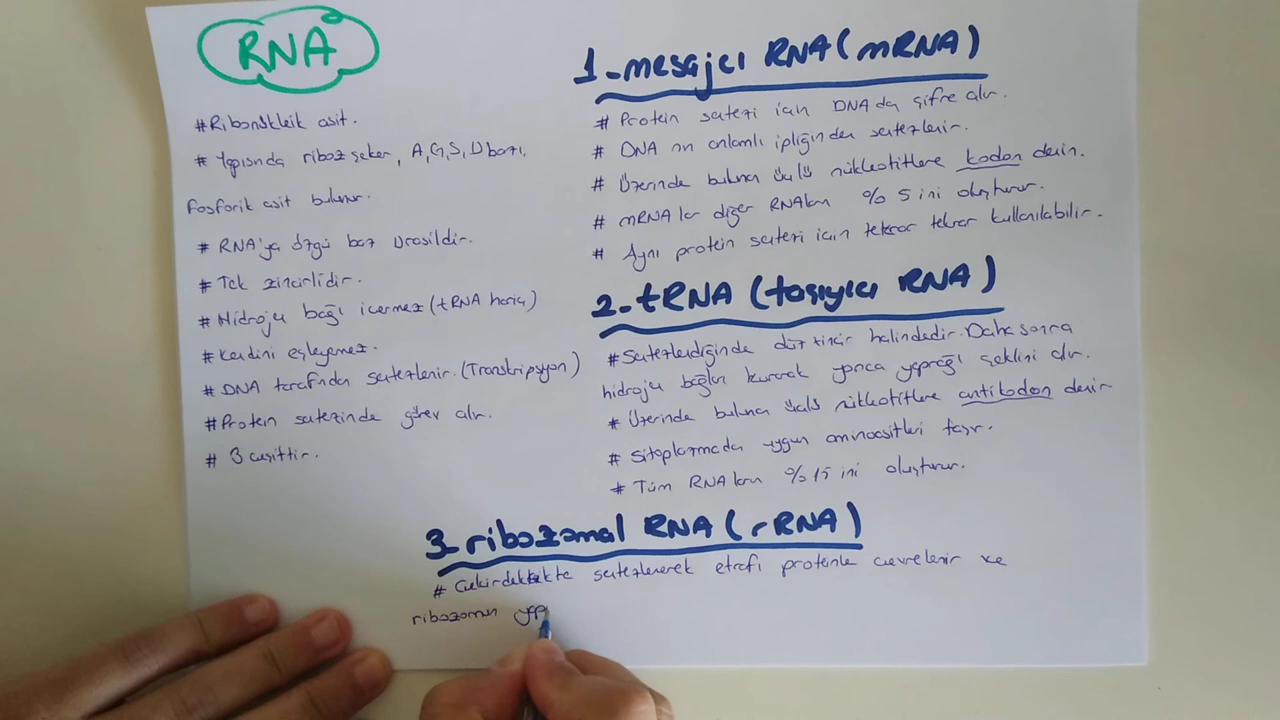 RNA
#Ribonükleik asit.
# Yapısında riboz şeker, A,G,S,U bazı,
fosforik asit bulunur.
# RNA'ya özgü baz Urasildir.
# Tek zincirlidir.
# Hidrojen bağı içermez (tRNA hariç)
# Kendini eşleyemez.
# DNA tarafından sentezlenir. (Transkripsiyon)
# Protein sentezinde görev alır.
# 3 çeşittir.
1-mesajcı RNA (mRNA)
# Protein sentezi için DNA da şifre alır.
# DNA nın anlamlı ipliğinden sentezlenir.
# Üzerinde bulunan üçlü nükleotitlere kodon denir.
# mRNA lar diğer RNAların %5 ini oluşturur.
# Aynı protein sentezi için tekrar tekrar kullanılabilir.
2-tRNA (taşıyıcı RNA)
#Sentezlendiğinde düz zincir halindedir. Daha sonra
hidrojen bağları kurarak yonca yaprağı şeklini alır.
# Üzerinde bulunan üçlü nükleotitlere antikodon denir
# Sitoplazmada uygun aminoasitleri taşır.
# Tüm RNA ların %15 ini oluşturur.
3-ribozomal RNA (rRNA)
# Çekirdekçikte sentezlenerek etrafı proteinle çevrelenir ve
ribozomun yap